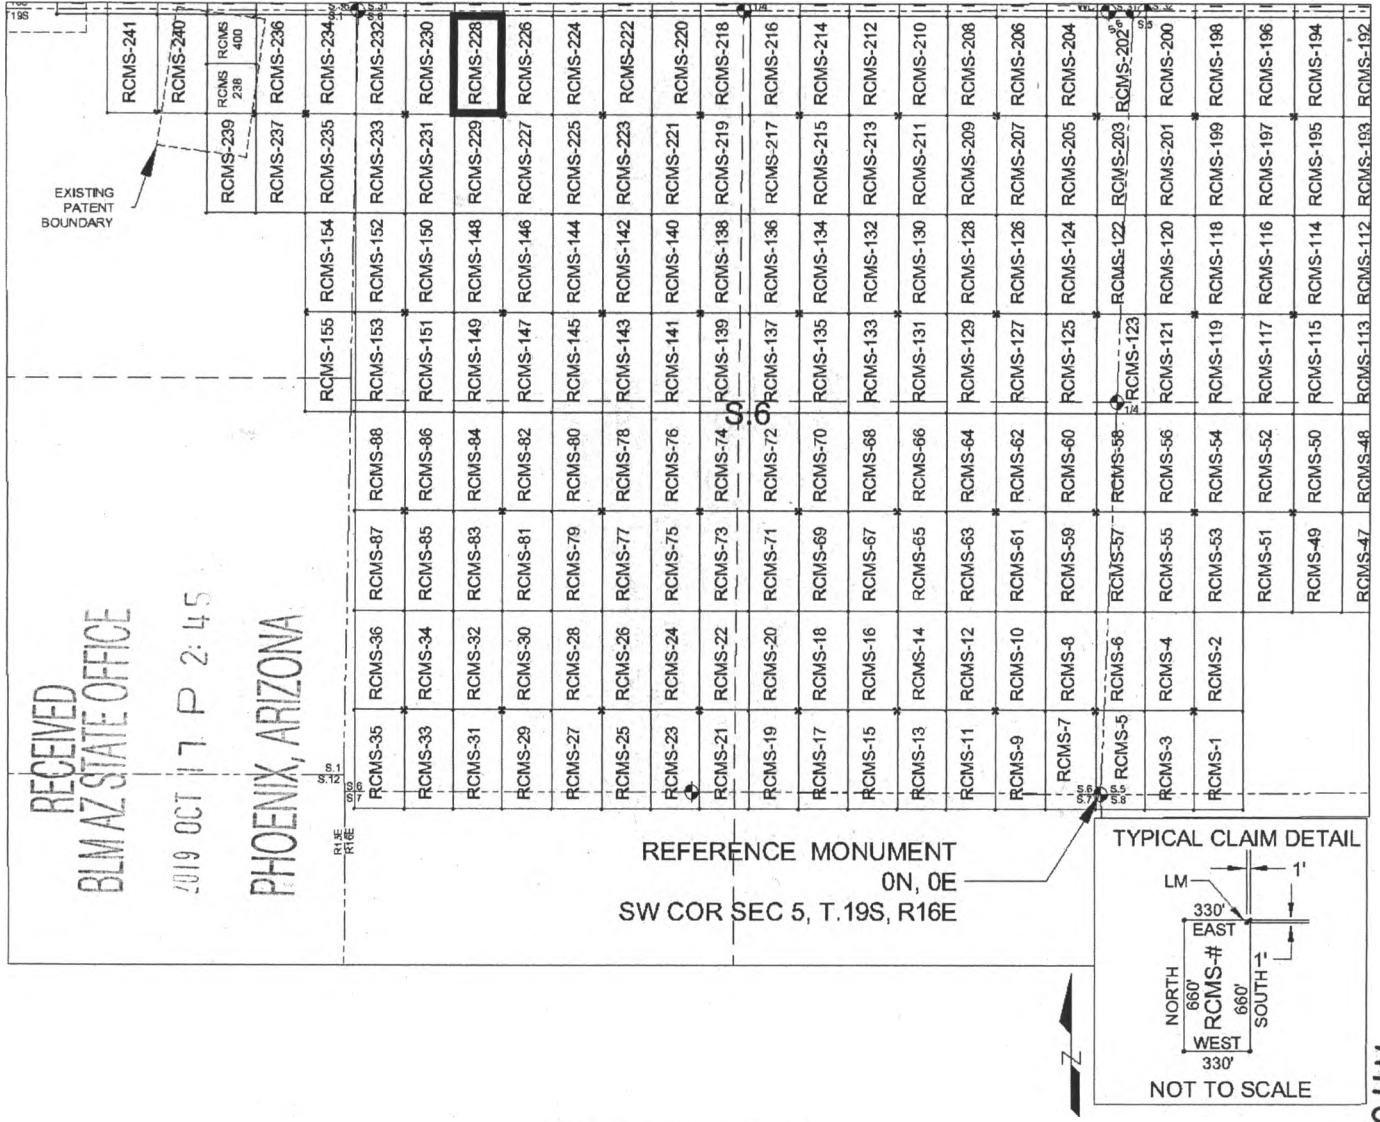 19S
S.1
S.6
1/4
S.6
S.5
RCMS-241
RCMS-240
RCMS 400
RCMS 238
RCMS-236
RCMS-234
RCMS-232
RCMS-230
RCMS-228
RCMS-226
RCMS-224
RCMS-222
RCMS-220
RCMS-218
RCMS-216
RCMS-214
RCMS-212
RCMS-210
RCMS-208
RCMS-206
RCMS-204
RCMS-202
RCMS-200
RCMS-198
RCMS-196
RCMS-194
RCMS-192
RCMS-239
RCMS-237
RCMS-235
RCMS-233
RCMS-231
RCMS-229
RCMS-227
RCMS-225
RCMS-223
RCMS-221
RCMS-219
RCMS-217
RCMS-215
RCMS-213
RCMS-211
RCMS-209
RCMS-207
RCMS-205
RCMS-203
RCMS-201
RCMS-199
RCMS-197
RCMS-195
RCMS-193
EXISTING
PATENT
BOUNDARY
RCMS-154
RCMS-152
RCMS-150
RCMS-148
RCMS-146
RCMS-144
RCMS-142
RCMS-140
RCMS-138
RCMS-136
RCMS-134
RCMS-132
RCMS-130
RCMS-128
RCMS-126
RCMS-124
RCMS-122
RCMS-120
RCMS-118
RCMS-116
RCMS-114
RCMS-112
RCMS-155
RCMS-153
RCMS-151
RCMS-149
RCMS-147
RCMS-145
RCMS-143
RCMS-141
RCMS-139
RCMS-137
RCMS-135
RCMS-133
RCMS-131
RCMS-129
RCMS-127
RCMS-125
RCMS-123
RCMS-121
RCMS-119
RCMS-117
RCMS-115
RCMS-113
S.6
1/4
RCMS-88
RCMS-86
RCMS-84
RCMS-82
RCMS-80
RCMS-78
RCMS-76
RCMS-74
RCMS-72
RCMS-70
RCMS-68
RCMS-66
RCMS-64
RCMS-62
RCMS-60
RCMS-58
RCMS-56
RCMS-54
RCMS-52
RCMS-50
RCMS-48
RCMS-87
RCMS-85
RCMS-83
RCMS-81
RCMS-79
RCMS-77
RCMS-75
RCMS-73
RCMS-71
RCMS-69
RCMS-67
RCMS-65
RCMS-63
RCMS-61
RCMS-59
RCMS-57
RCMS-55
RCMS-53
RCMS-51
RCMS-49
RCMS-47
RCMS-36
RCMS-34
RCMS-32
RCMS-30
RCMS-28
RCMS-26
RCMS-24
RCMS-22
RCMS-20
RCMS-18
RCMS-16
RCMS-14
RCMS-12
RCMS-10
RCMS-8
RCMS-6
RCMS-4
RCMS-2
RCMS-35
RCMS-33
RCMS-31
RCMS-29
RCMS-27
RCMS-25
RCMS-23
RCMS-21
RCMS-19
RCMS-17
RCMS-15
RCMS-13
RCMS-11
RCMS-9
RCMS-7
RCMS-5
RCMS-3
RCMS-1
RECEIVED
BLM AZ STATE OFFICE
2019 OCT 17 P 2:45
PHOENIX, ARIZONA
S.1
S.12
S.6
S.7
S.6
S.5
S.7
S.8
R15E
R16E
REFERENCE MONUMENT
0N, 0E
SW COR SEC 5, T.19S, R16E
TYPICAL CLAIM DETAIL
1'
LM
330'
EAST
NORTH
660'
RCMS-#
660'
SOUTH
1'
WEST
330'
NOT TO SCALE
N